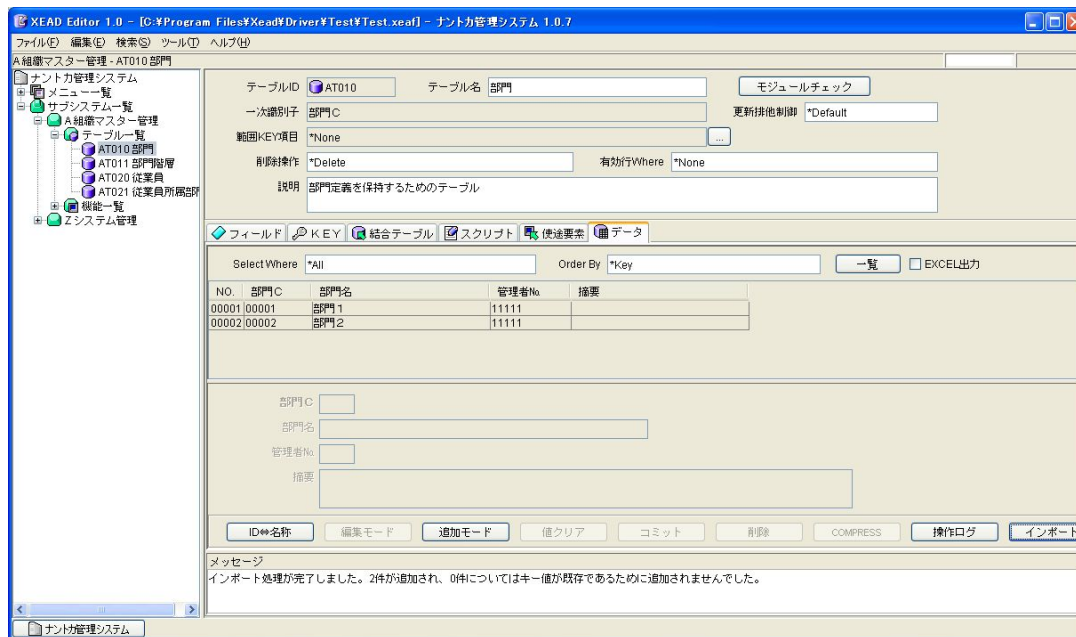 XEAD Editor 1.0 - [C:¥Program Files¥Xead¥Driver¥Test¥Test.xeaf] - ナントカ管理システム 1.0.7
ファイル(F) 編集(E) 検索(S) ツール(T) ヘルプ(H)
A組織マスター管理 - AT010 部門
ナントカ管理システム
メニュー一覧
サブシステム一覧
A 組織マスター管理
テーブル一覧
AT010 部門
AT011 部門階層
AT020 従業員
AT021 従業員所属部
機能一覧
Z システム管理
テーブルID AT010 テーブル名 部門 モジュールチェック
一次識別子 部門C 更新排他制御 *Default
範囲KEY項目 *None ...
削除操作 *Delete 有効行Where *None
説明 部門定義を保持するためのテーブル
フィールド KEY 結合テーブル スクリプト 使途要素 データ
Select Where *All Order By *Key 一覧 EXCEL出力
NO. 部門C 部門名 管理者No. 摘要
00001 00001 部門1 11111
00002 00002 部門2 11111
部門C
部門名
管理者No.
摘要
ID⇔名称 編集モード 追加モード 値クリア コミット 削除 COMPRESS 操作ログ インポート
メッセージ
インポート処理が完了しました。2件が追加され、0件についてはキー値が既存であるために追加されませんでした。
ナントカ管理システム